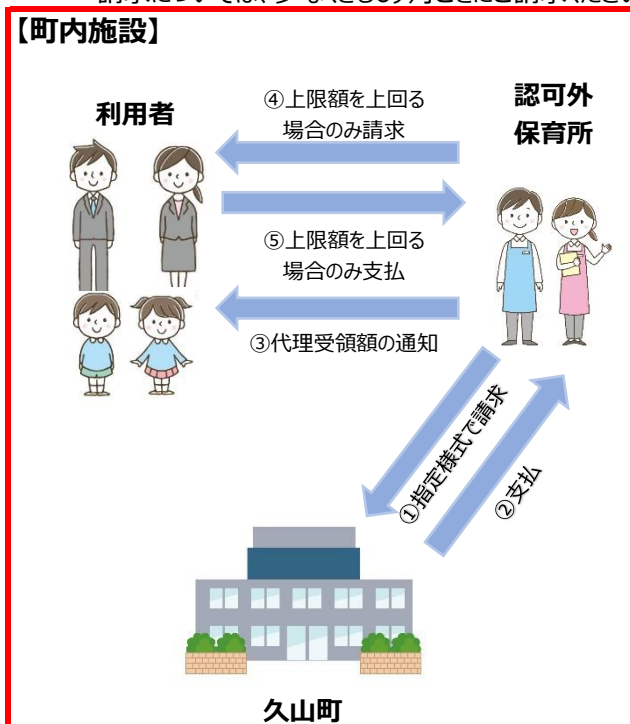 【町内施設】
利用者
④上限額を上回る
場合のみ請求
認可外
保育所
⑤上限額を上回る
場合のみ支払
③代理受領額の通知
①指定様式で請求
②支払
久山町